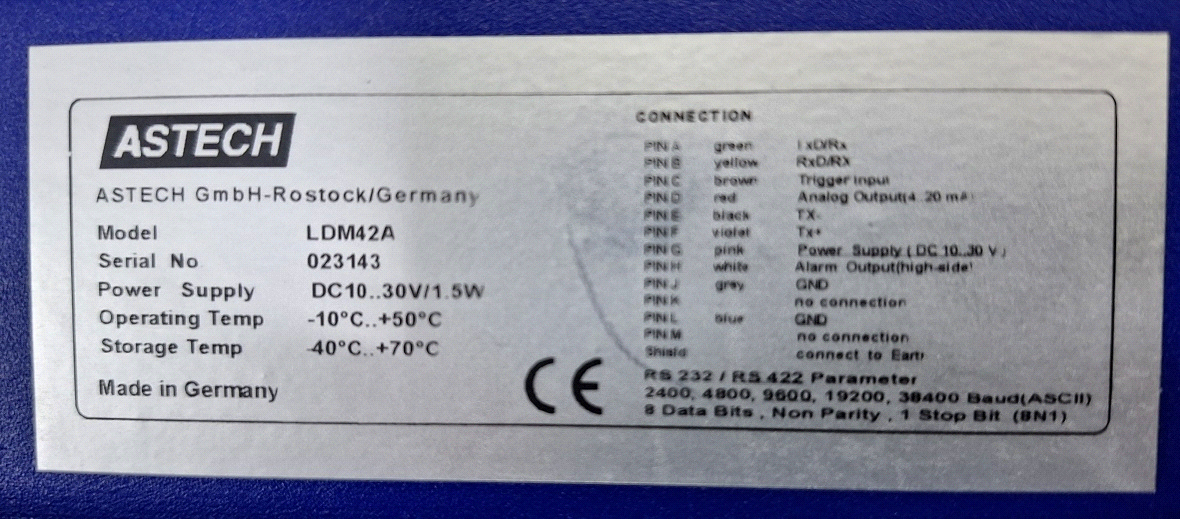 ASTECH
ASTECH GmbH-Rostock/Germany
Model LDM42A
Serial No 023143
Power Supply DC10..30V/1.5W
Operating Temp -10°C..+50°C
Storage Temp -40°C..+70°C
Made in Germany
CE
CONNECTION
PIN A green TxD/Rx
PIN B yellow RxD/RX
PIN C brown Trigger Input
PIN D red Analog Output(4..20 mA)
PIN E black TX-
PIN F violet Tx+
PIN G pink Power Supply ( DC 10..30 V )
PIN H white Alarm Output(high-side)
PIN J grey GND
PIN K no connection
PIN L blue GND
PIN M no connection
Shield connect to Earth
RS 232 / RS 422 Parameter
2400, 4800, 9600, 19200, 38400 Baud(ASCII)
8 Data Bits , Non Parity , 1 Stop Bit (8N1)